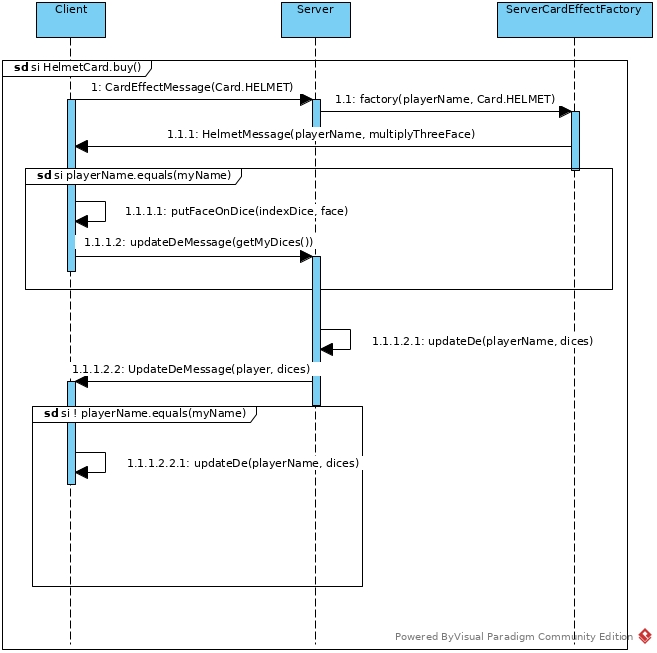 Client
Server
ServerCardEffectFactory
sd si HelmetCard.buy()
1: CardEffectMessage(Card.HELMET)
1.1: factory(playerName, Card.HELMET)
1.1.1: HelmetMessage(playerName, multiplyThreeFace)
sd si playerName.equals(myName)
1.1.1.1: putFaceOnDice(indexDice, face)
1.1.1.2: updateDeMessage(getMyDices())
1.1.1.2.1: updateDe(playerName, dices)
1.1.1.2.2: UpdateDeMessage(player, dices)
sd si ! playerName.equals(myName)
1.1.1.2.2.1: updateDe(playerName, dices)
Powered ByVisual Paradigm Community Edition